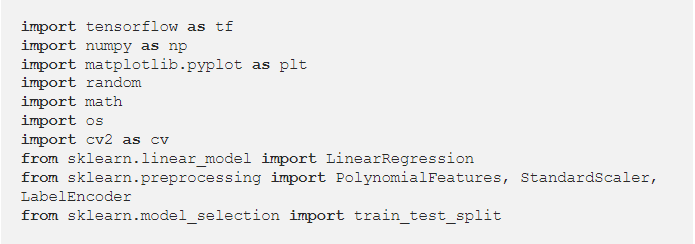 import tensorflow as tf
import numpy as np
import matplotlib.pyplot as plt
import random
import math
import os
import cv2 as cv
from sklearn.linear_model import LinearRegression
from sklearn.preprocessing import PolynomialFeatures, StandardScaler,
LabelEncoder
from sklearn.model_selection import train_test_split